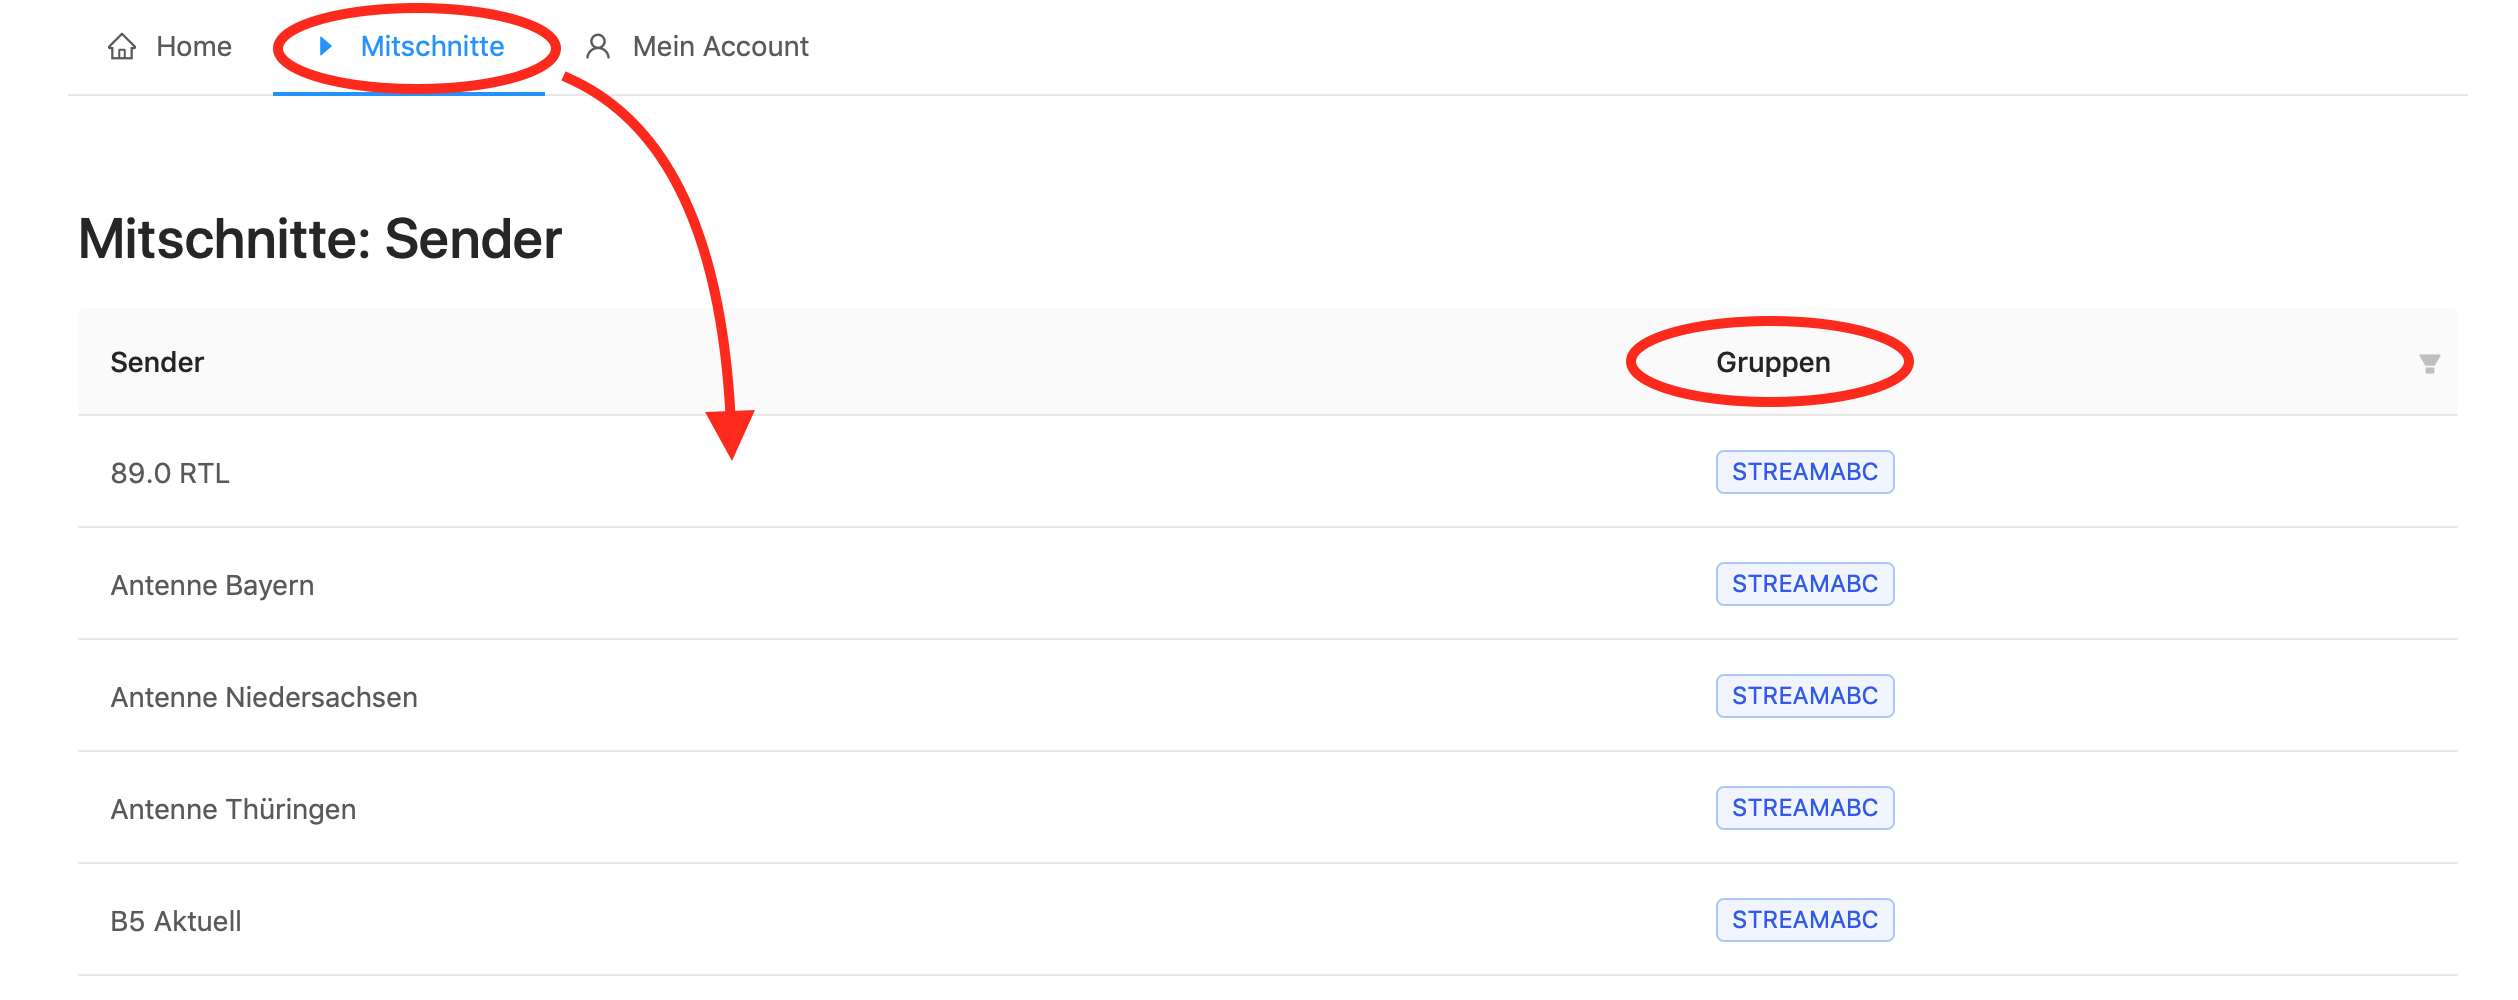 Home Mitschnitte Mein Account
Mitschnitte: Sender
Sender Gruppen
89.0 RTL STREAMABC
Antenne Bayern STREAMABC
Antenne Niedersachsen STREAMABC
Antenne Thüringen STREAMABC
B5 Aktuell STREAMABC